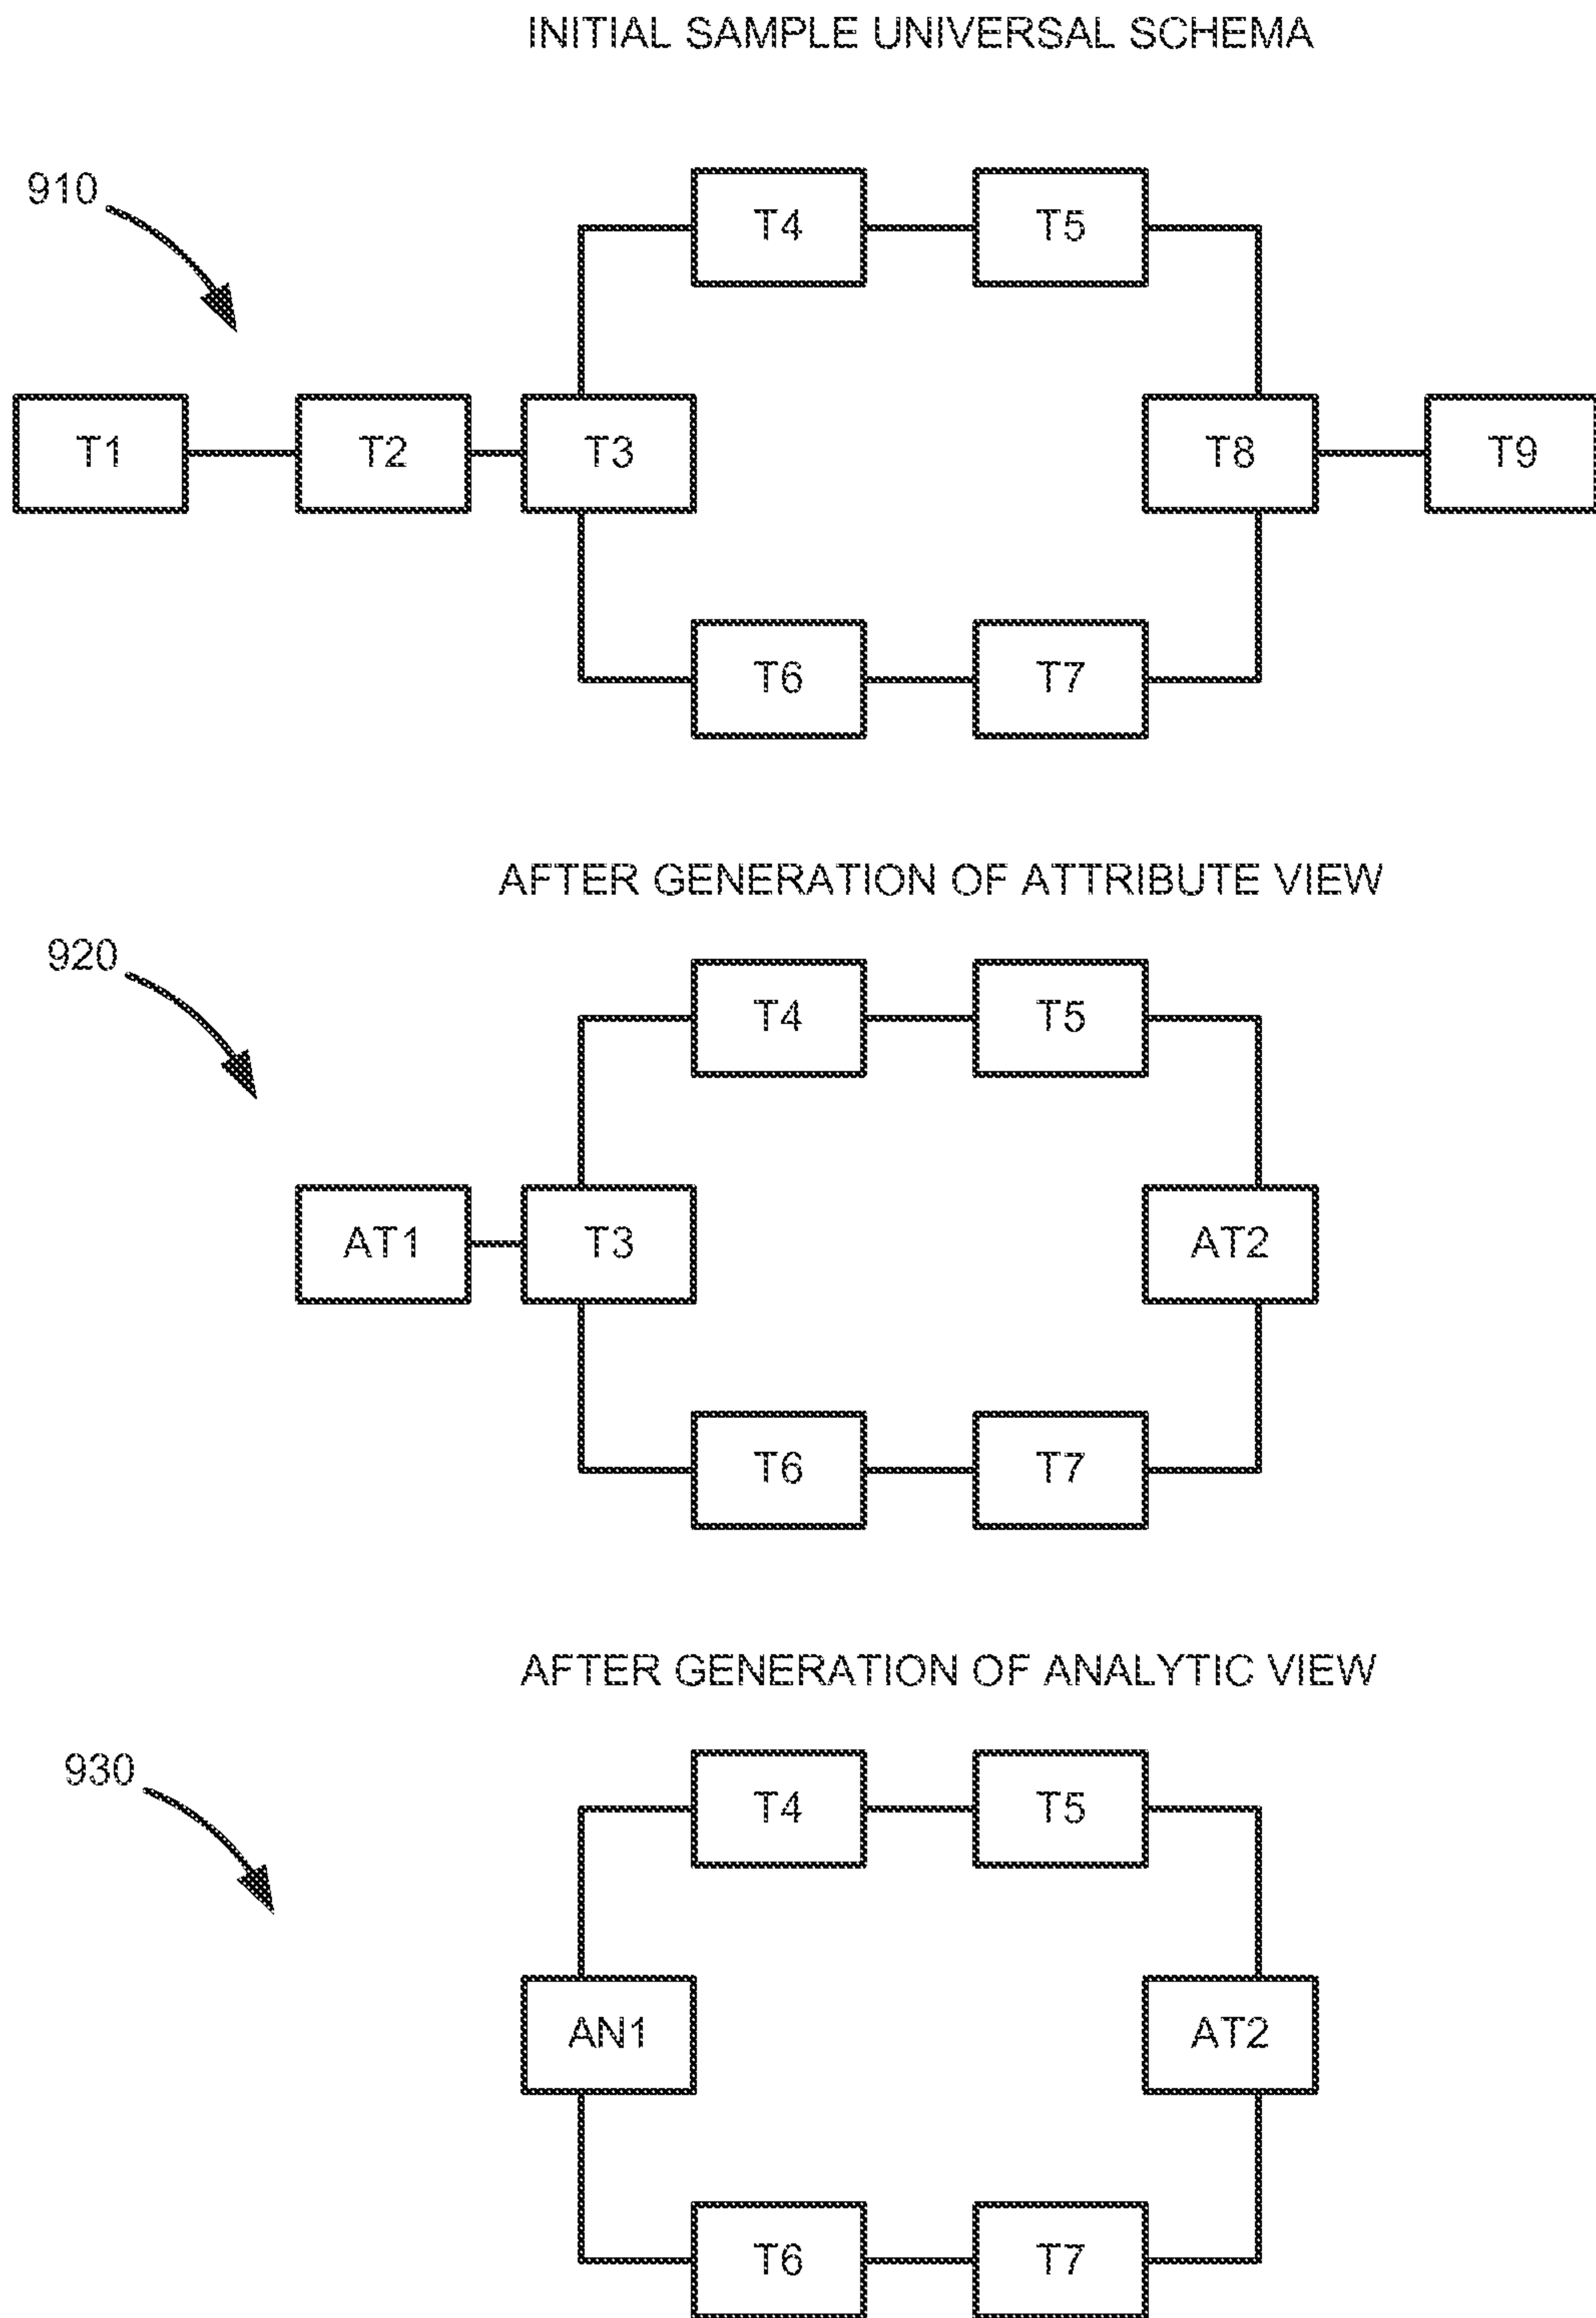 INITIAL SAMPLE UNIVERSAL SCHEMA
910
T4 T5
T1 T2 T3 T8 T9
T6 T7
AFTER GENERATION OF ATTRIBUTE VIEW
920
T4 T5
AT1 T3 AT2
T6 T7
AFTER GENERATION OF ANALYTIC VIEW
930
T4 T5
AN1 AT2
T6 T7